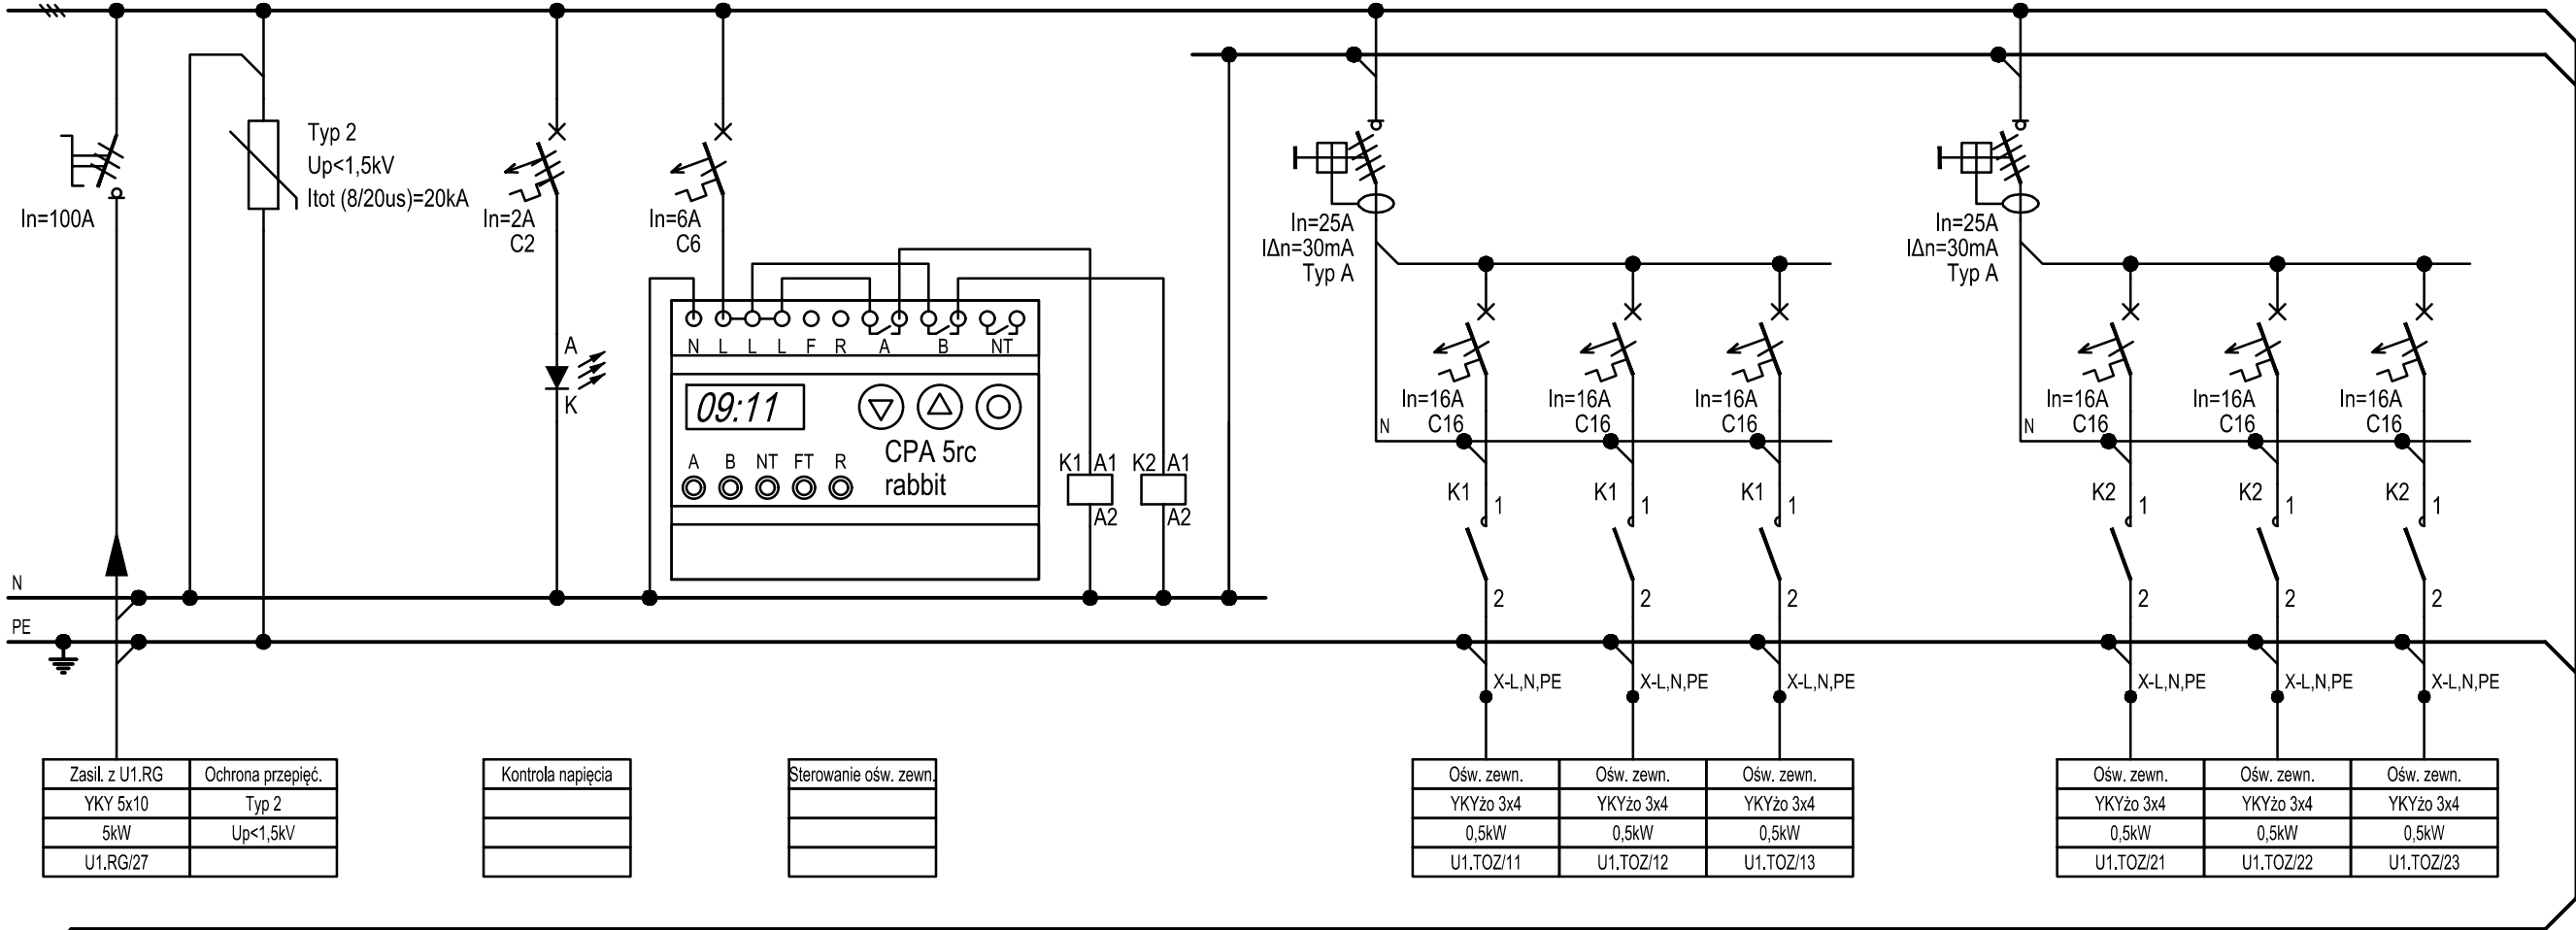 Typ 2
Up<1,5kV
Itot (8/20us)=20kA
In=100A
In=2A
C2
In=6A
C6
In=25A
IΔn=30mA
Typ A
In=25A
IΔn=30mA
Typ A
A
K
N L L L F R A B NT
09:11
CPA 5rc
rabbit
A B NT FT R
K1 A1
A2
K2 A1
A2
In=16A
C16
In=16A
C16
In=16A
C16
In=16A
C16
In=16A
C16
In=16A
C16
N
N
K1 1
2
K1 1
2
K1 1
2
K2 1
2
K2 1
2
K2 1
2
N
PE
X-L,N,PE
X-L,N,PE
X-L,N,PE
X-L,N,PE
X-L,N,PE
X-L,N,PE
Zasil. z U1.RG
YKY 5x10
5kW
U1.RG/27
Ochrona przepięć.
Typ 2
Up<1,5kV
Kontrola napięcia
Sterowanie ośw. zewn.
Ośw. zewn.
YKYżo 3x4
0,5kW
U1.TOZ/11
Ośw. zewn.
YKYżo 3x4
0,5kW
U1.TOZ/12
Ośw. zewn.
YKYżo 3x4
0,5kW
U1.TOZ/13
Ośw. zewn.
YKYżo 3x4
0,5kW
U1.TOZ/21
Ośw. zewn.
YKYżo 3x4
0,5kW
U1.TOZ/22
Ośw. zewn.
YKYżo 3x4
0,5kW
U1.TOZ/23